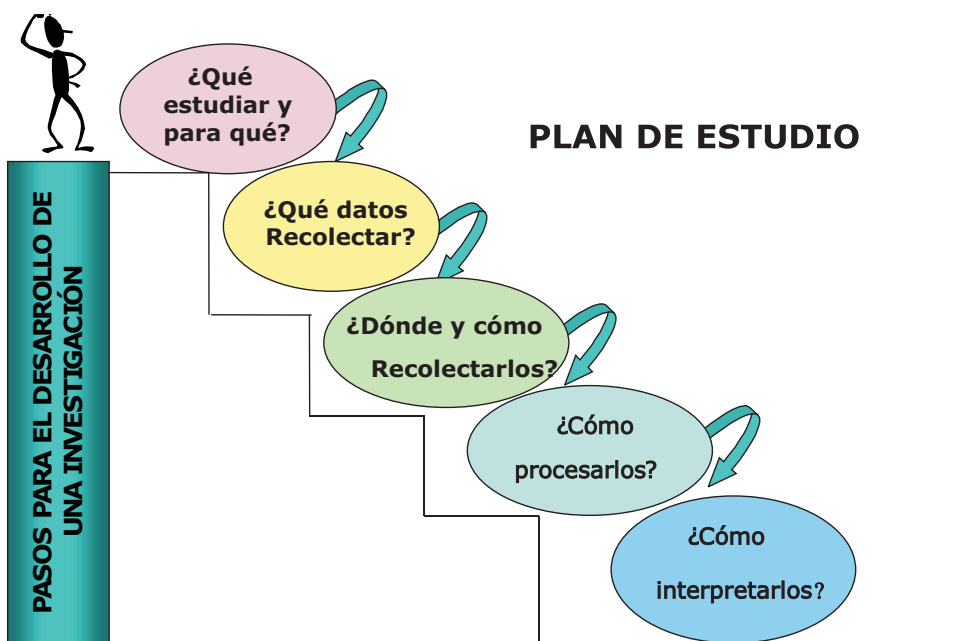 ¿Qué
estudiar y
para qué?
PLAN DE ESTUDIO
¿Qué datos
Recolectar?
¿Dónde y cómo
Recolectarlos?
¿Cómo
procesarlos?
¿Cómo
interpretarlos?
PASOS PARA EL DESARROLLO DE
UNA INVESTIGACIÓN